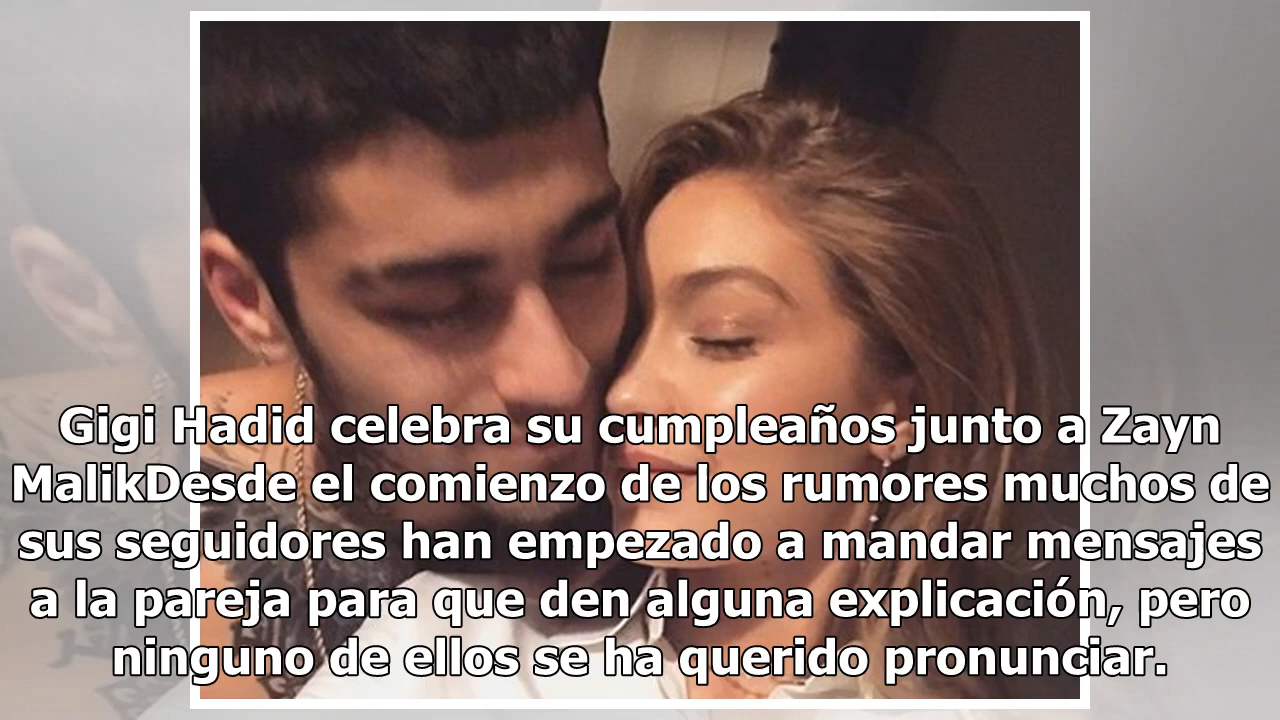 Gigi Hadid celebra su cumpleaños junto a Zayn
MalikDesde el comienzo de los rumores muchos de
sus seguidores han empezado a mandar mensajes
a la pareja para que den alguna explicación, pero
ninguno de ellos se ha querido pronunciar.